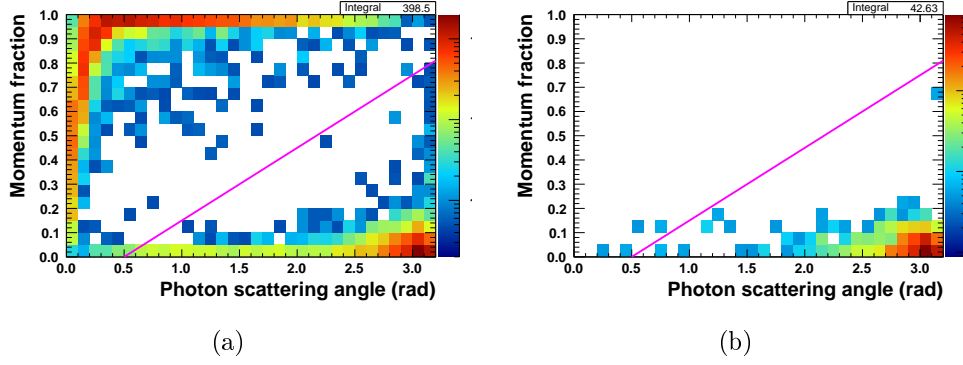 Integral 398.5
Momentum fraction
1.0
0.9
0.8
0.7
0.6
0.5
0.4
0.3
0.2
0.1
0.0
0.0 0.5 1.0 1.5 2.0 2.5 3.0
Photon scattering angle (rad)
(a)
Integral 42.63
Momentum fraction
1.0
0.9
0.8
0.7
0.6
0.5
0.4
0.3
0.2
0.1
0.0
0.0 0.5 1.0 1.5 2.0 2.5 3.0
Photon scattering angle (rad)
(b)